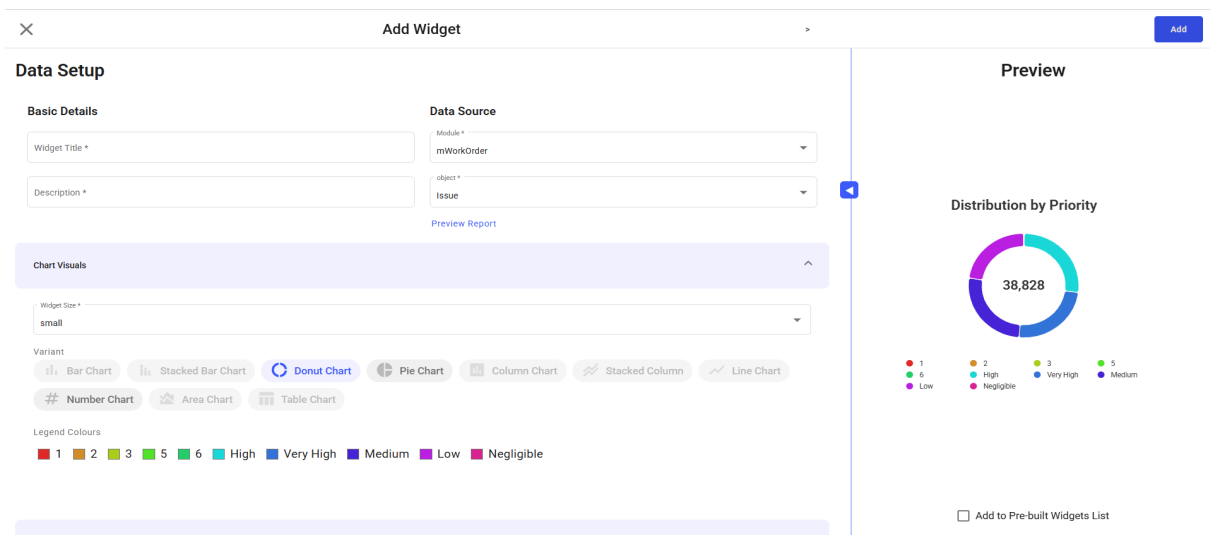 Add Widget
>
Add
Data Setup
Basic Details
Widget Title *
Description *
Data Source
Module *
mWorkOrder
object *
Issue
Preview Report
Chart Visuals
Widget Size *
small
Variant
Bar Chart Stacked Bar Chart Donut Chart Pie Chart Column Chart Stacked Column Line Chart
Number Chart Area Chart Table Chart
Legend Colours
1 2 3 5 6 High Very High Medium Low Negligible
Preview
Distribution by Priority
38,828
1 2 3 5
6 High Very High Medium
Low Negligible
Add to Pre-built Widgets List